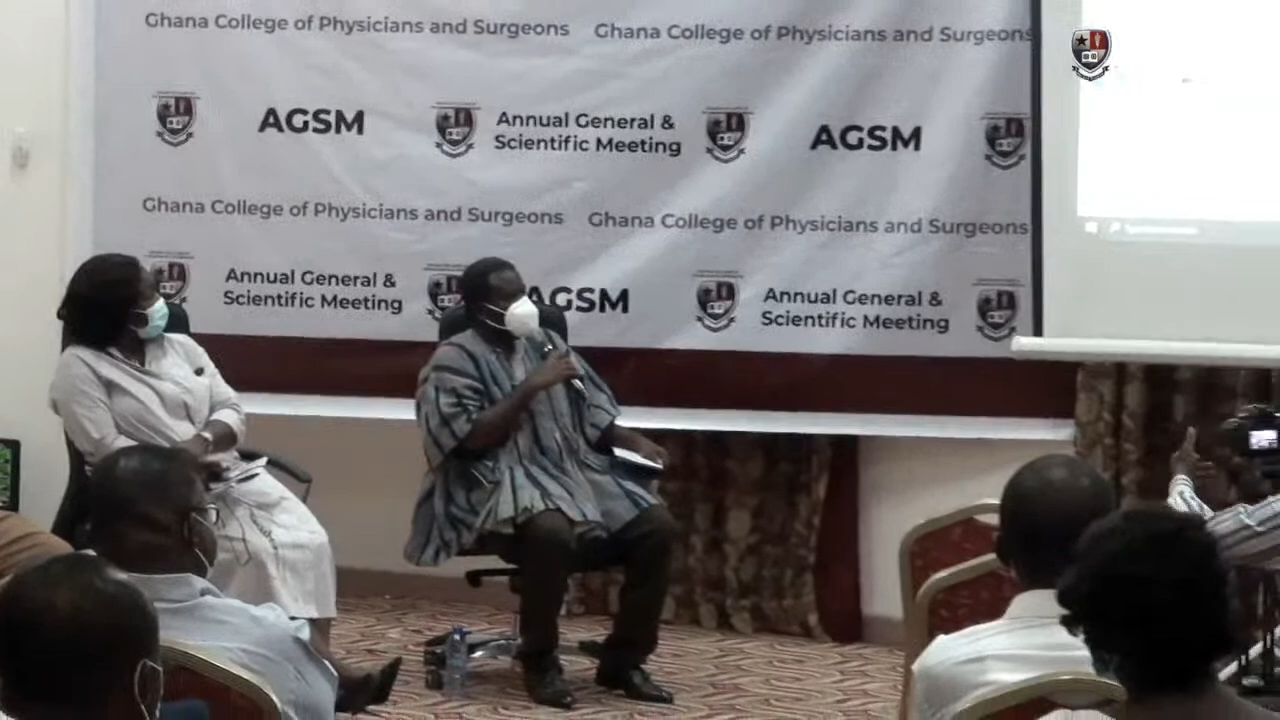 Ghana College of Physicians and Surgeons Ghana College of Physicians and Surgeons
AGSM Annual General &
Scientific Meeting AGSM
Ghana College of Physicians and Surgeons Ghana College of Physicians and Surgeons
Annual General &
Scientific Meeting AGSM Annual General &
Scientific Meeting